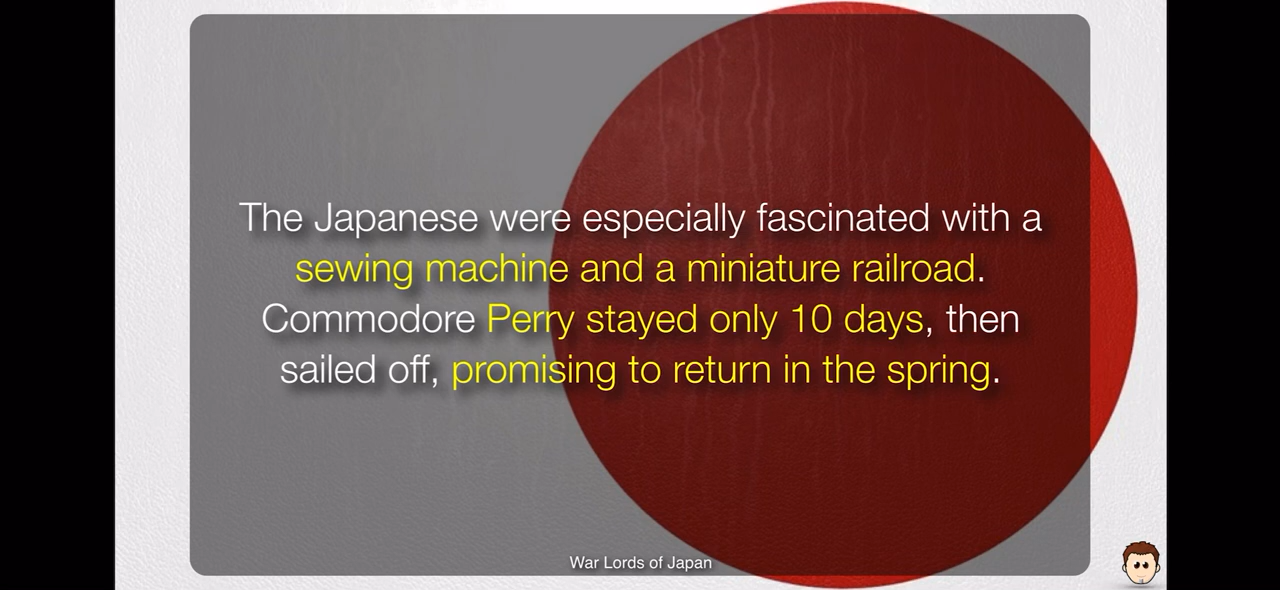 The Japanese were especially fascinated with a
sewing machine and a miniature railroad.
Commodore Perry stayed only 10 days, then
sailed off, promising to return in the spring.
War Lords of Japan